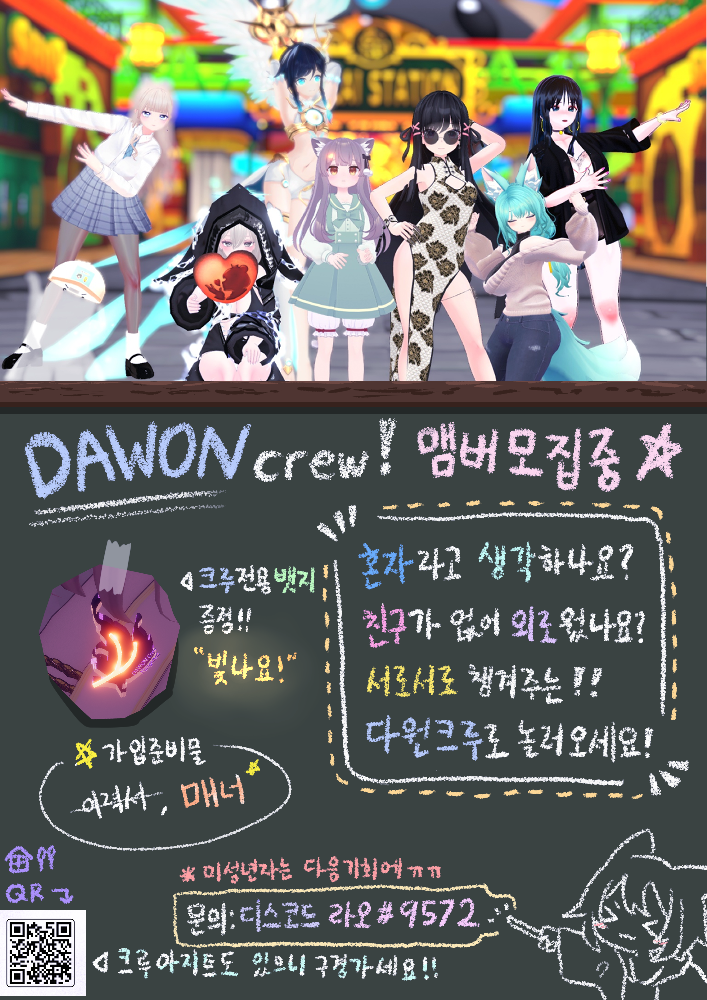 STATION
DAWON crew! 맴버모집중
혼자라고 생각하나요?
친구가 없어 외로웠나요?
서로서로 챙겨주는!!
다원크루로 놀러오세요!
크루전용뱃지
증정!!
"빛나요!"
가입준비물
이력서, 매너
QR
※ 미성년자는 다음기회에 ㅠㅠ
문의:디스코드 라오#9572
크루아지트도 있으니 구경가세요!!